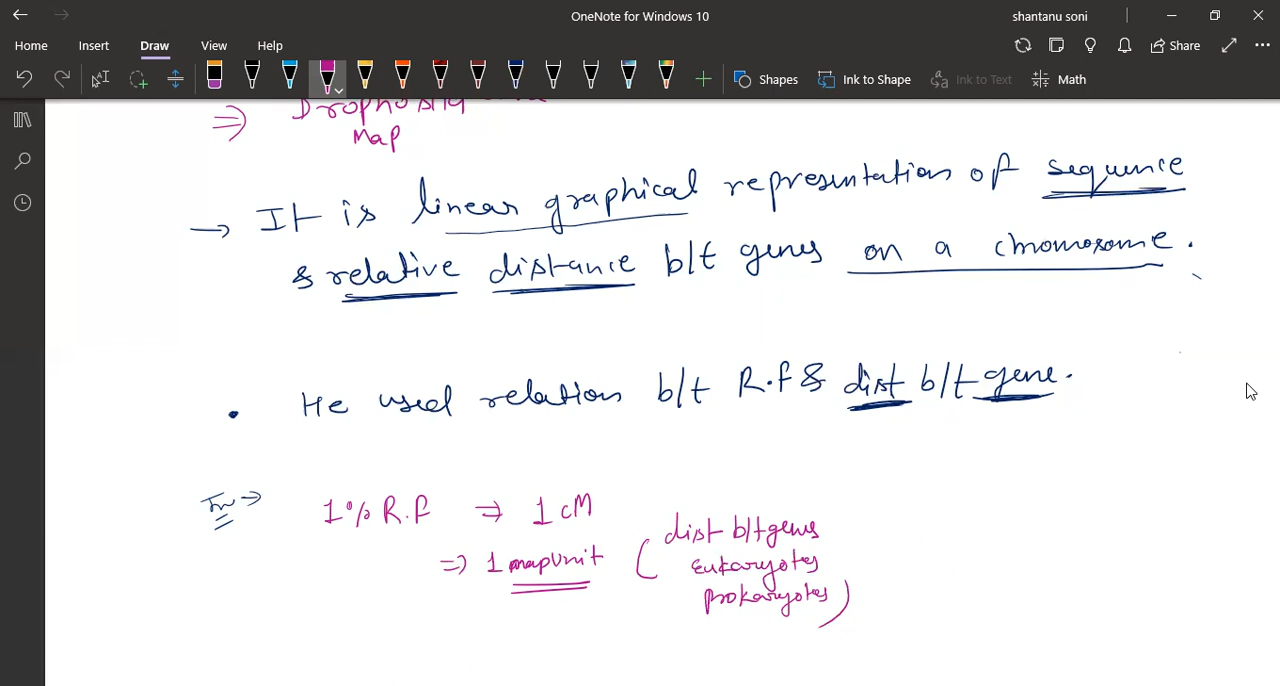 OneNote for Windows 10
shantanu soni
Home Insert Draw View Help
Share
Shapes
Ink to Shape
Ink to Text
Math
Map
→ It is linear graphical representation of sequence
& relative distance b/t genes on a chromosome.
• He used relation b/t R.f & dist b/t gene.
1% R.f ⇒ 1 cM
⇒ 1 mapUnit ( dist b/t genes
Eukaryotes
Prokaryotes )